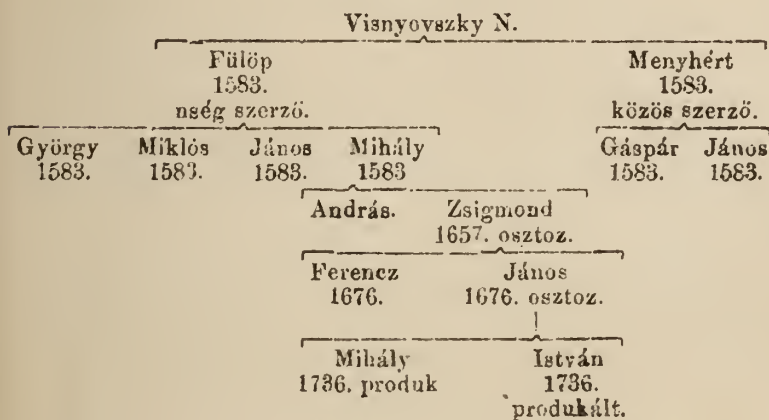 Visnyovszky N.
Fülöp Menyhért
1583. 1583.
nség szerző. közös szerző.
György Miklós János Mihály Gáspár János
1583. 1583. 1583. 1583 1583. 1583.
András. Zsigmond
1657. osztoz.
Ferencz János
1676. 1676. osztoz.
Mihály István
1736. produk 1736.
produkált.